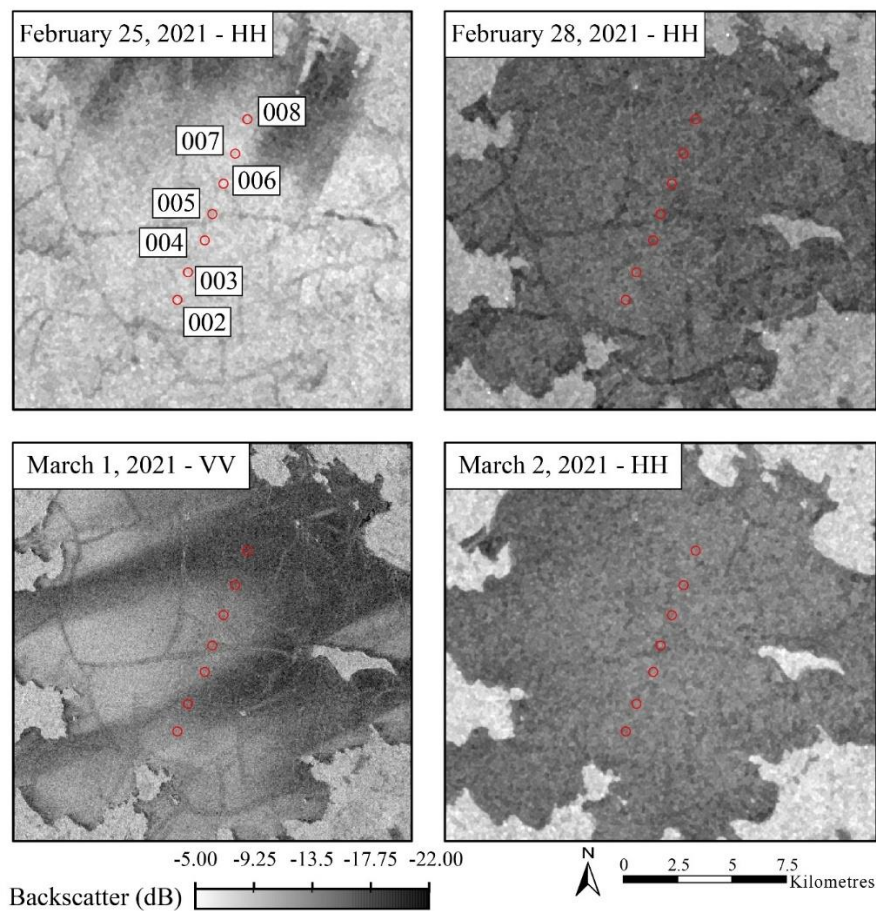 February 25, 2021 - HH
February 28, 2021 - HH
008
007
006
005
004
003
002
March 1, 2021 - VV
March 2, 2021 - HH
-5.00 -9.25 -13.5 -17.75 -22.00
Backscatter (dB)
N
0 2.5 5 7.5
Kilometres